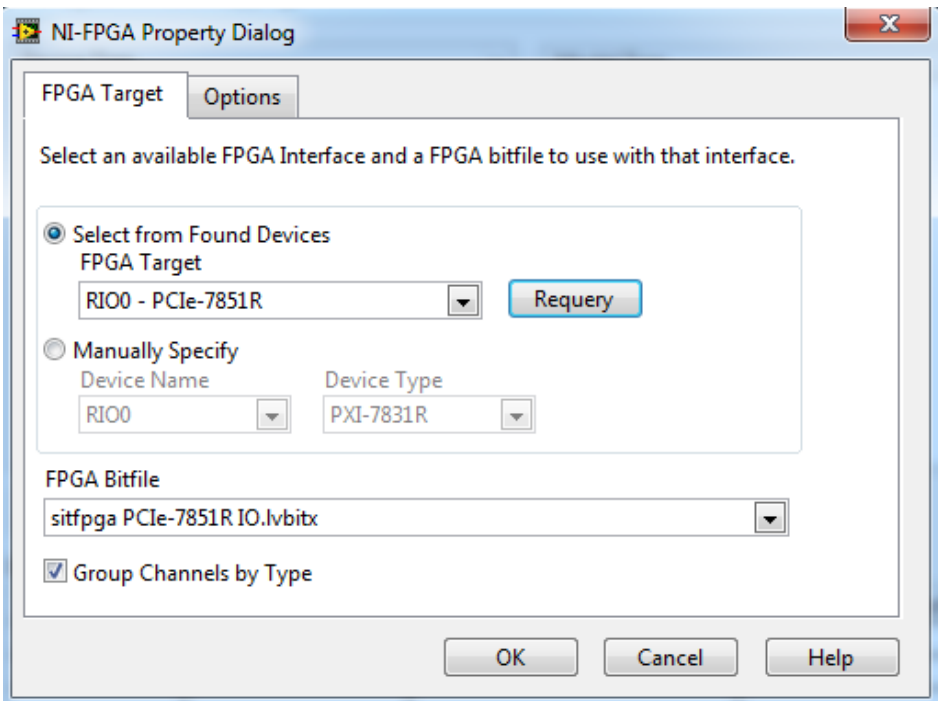 NI-FPGA Property Dialog
FPGA Target
Options
Select an available FPGA Interface and a FPGA bitfile to use with that interface.
Select from Found Devices
FPGA Target
RIO0 - PCIe-7851R
Requery
Manually Specify
Device Name
Device Type
RIO0
PXI-7831R
FPGA Bitfile
sitfpga PCIe-7851R IO.lvbitx
Group Channels by Type
OK
Cancel
Help